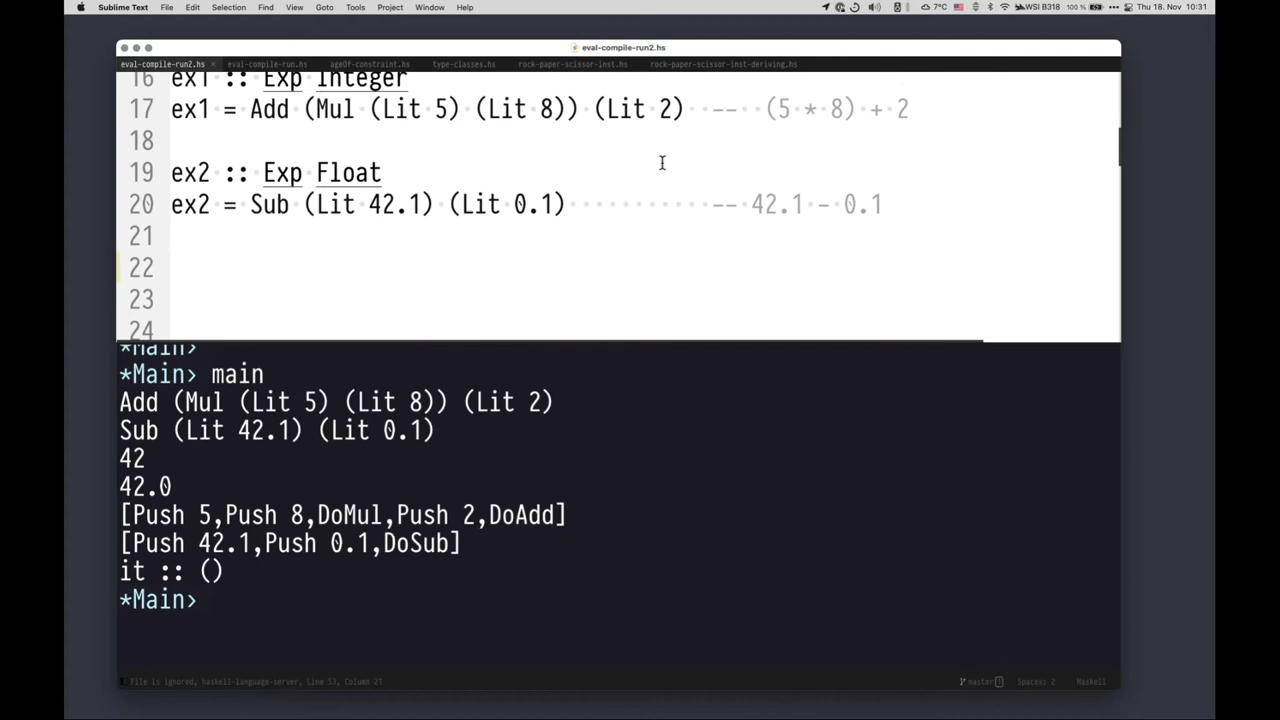 Sublime Text File Edit Selection Find View Goto Tools Project Window Help WSI B318 100 % 7°C Thu 18. Nov 10:31
eval-compile-run2.hs
eval-compile-run2.hs × eval-compile-run.hs ageOf-constraint.hs type-classes.hs rock-paper-scissor-inst.hs rock-paper-scissor-inst-deriving.hs
16 ex1 :: Exp Integer
17 ex1 = Add (Mul (Lit 5) (Lit 8)) (Lit 2) -- (5 * 8) + 2
18
19 ex2 :: Exp Float
20 ex2 = Sub (Lit 42.1) (Lit 0.1) -- 42.1 - 0.1
21
22
23
24
*Main>
*Main> main
Add (Mul (Lit 5) (Lit 8)) (Lit 2)
Sub (Lit 42.1) (Lit 0.1)
42
42.0
[Push 5,Push 8,DoMul,Push 2,DoAdd]
[Push 42.1,Push 0.1,DoSub]
it :: ()
*Main>
File is ignored, haskell-language-server, Line 53, Column 21 master 1 Spaces: 2 Haskell